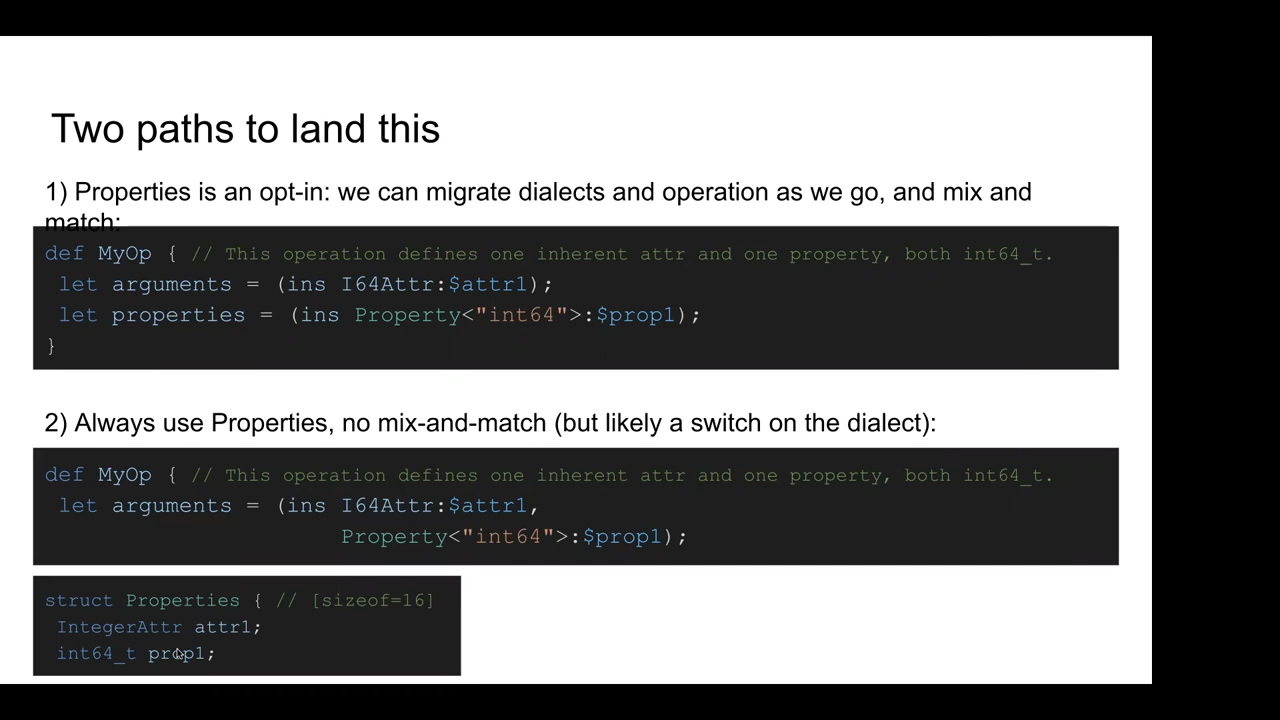 Two paths to land this
1) Properties is an opt-in: we can migrate dialects and operation as we go, and mix and
match:
def MyOp { // This operation defines one inherent attr and one property, both int64_t.
let arguments = (ins I64Attr:$attr1);
let properties = (ins Property<"int64">:$prop1);
}
2) Always use Properties, no mix-and-match (but likely a switch on the dialect):
def MyOp { // This operation defines one inherent attr and one property, both int64_t.
let arguments = (ins I64Attr:$attr1,
Property<"int64">:$prop1);
struct Properties { // [sizeof=16]
IntegerAttr attr1;
int64_t prop1;